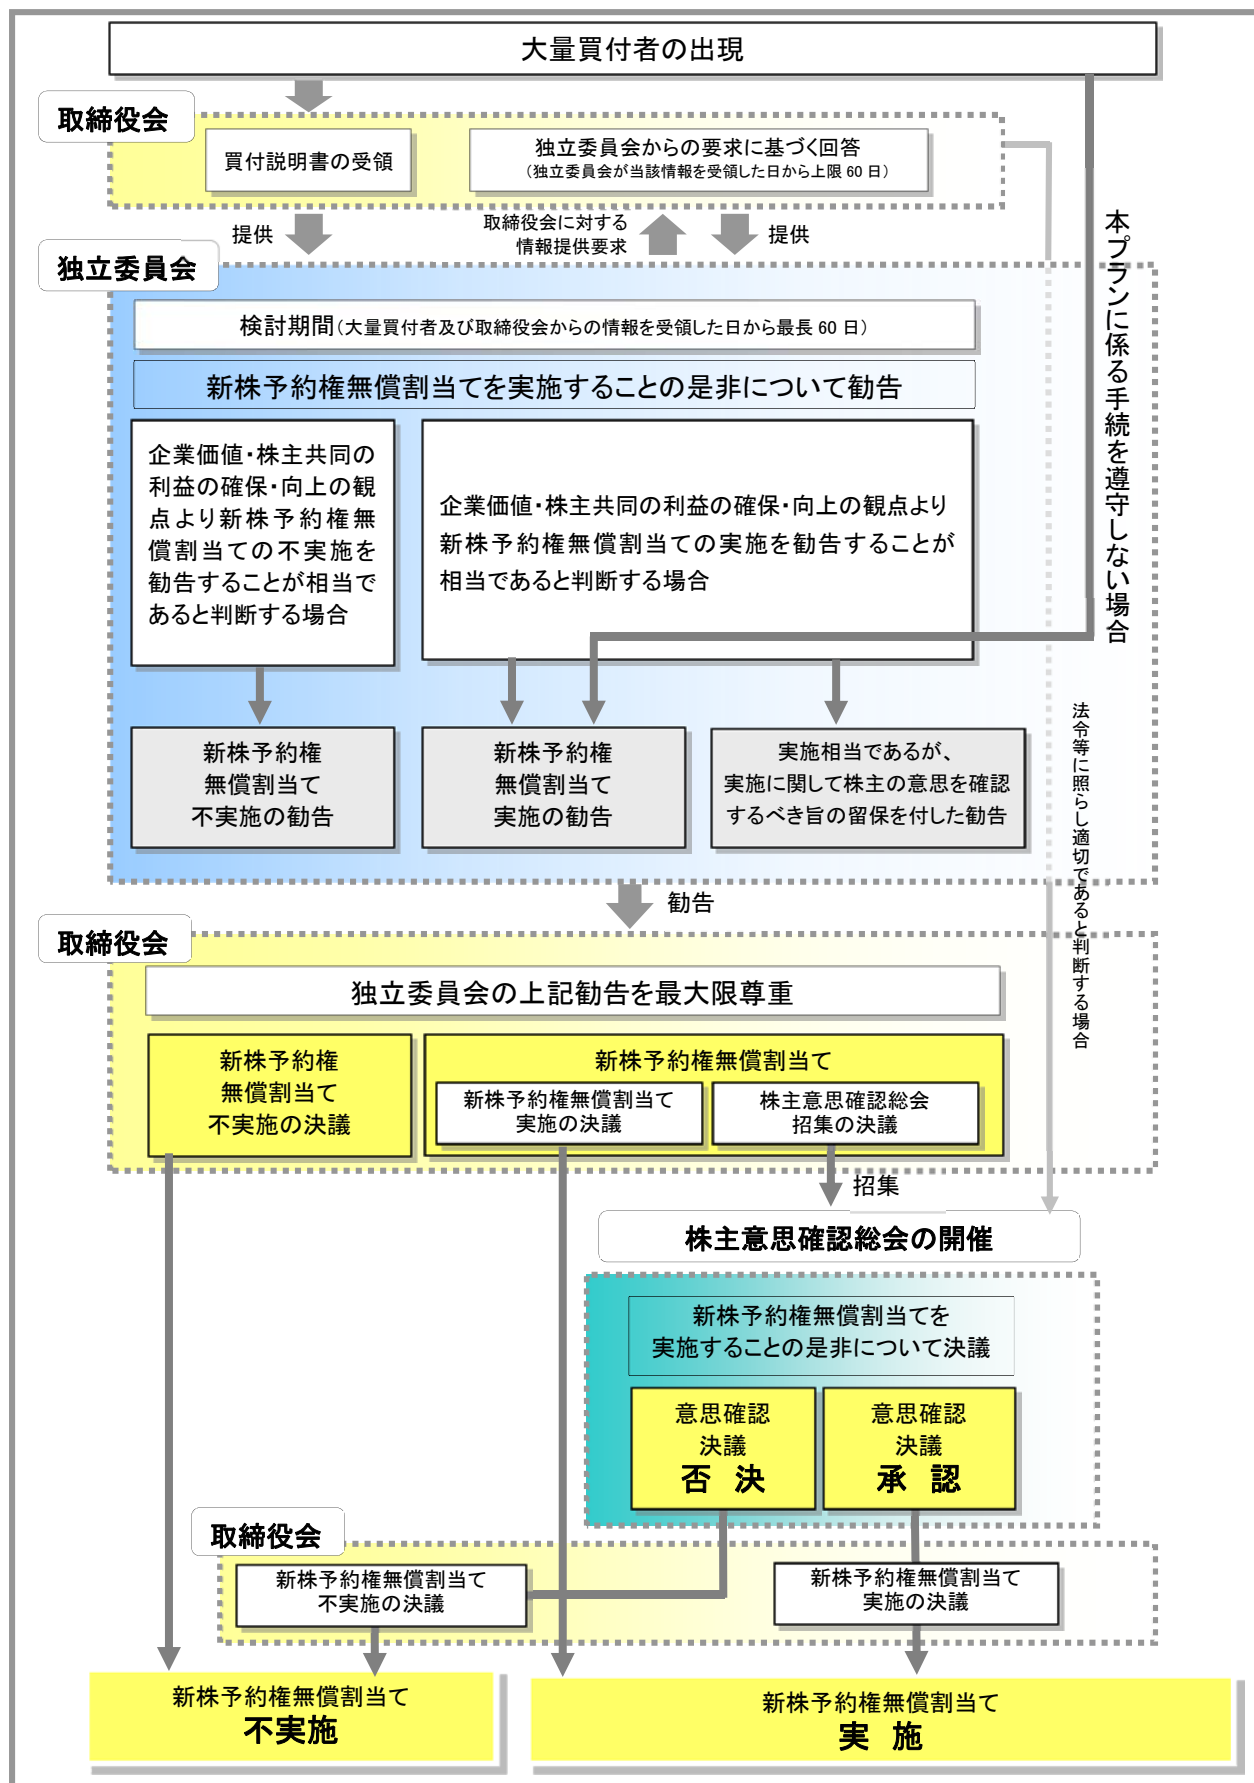 大量買付者の出現
取締役会
買付説明書の受領
独立委員会からの要求に基づく回答
（独立委員会が当該情報を受領した日から上限 60 日）
提供
取締役会に対する
情報提供要求
提供
本プランに係る手続を遵守しない場合
独立委員会
検討期間（大量買付者及び取締役会からの情報を受領した日から最長 60 日）
新株予約権無償割当てを実施することの是非について勧告
企業価値・株主共同の
利益の確保・向上の観
点より新株予約権無
償割当ての不実施を
勧告することが相当で
あると判断する場合
企業価値・株主共同の利益の確保・向上の観点より
新株予約権無償割当ての実施を勧告することが
相当であると判断する場合
新株予約権
無償割当て
不実施の勧告
新株予約権
無償割当て
実施の勧告
実施相当であるが、
実施に関して株主の意思を確認
するべき旨の留保を付した勧告
法令等に照らし適切であると判断する場合
勧告
取締役会
独立委員会の上記勧告を最大限尊重
新株予約権
無償割当て
不実施の決議
新株予約権無償割当て
新株予約権無償割当て
実施の決議
株主意思確認総会
招集の決議
招集
株主意思確認総会の開催
新株予約権無償割当てを
実施することの是非について決議
意思確認
決議
否 決
意思確認
決議
承 認
取締役会
新株予約権無償割当て
不実施の決議
新株予約権無償割当て
実施の決議
新株予約権無償割当て
不実施
新株予約権無償割当て
実 施